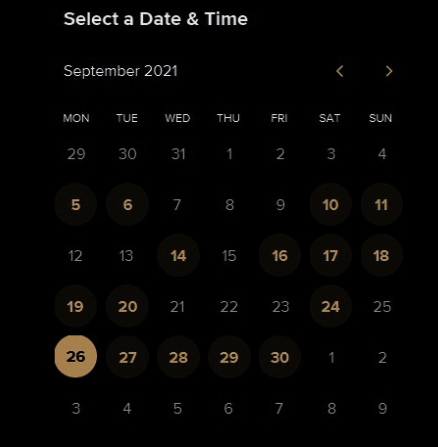 Select a Date & Time
September 2021
MON TUE WED THU FRI SAT SUN
29 30 31 1 2 3 4
5 6 7 8 9 10 11
12 13 14 15 16 17 18
19 20 21 22 23 24 25
26 27 28 29 30 1 2
3 4 5 6 7 8 9